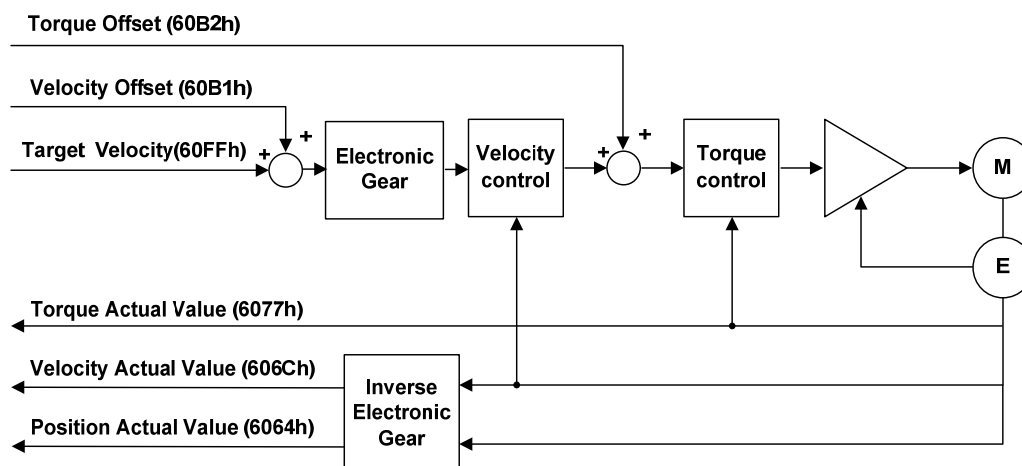 Torque Offset (60B2h)
Velocity Offset (60B1h)
+
Target Velocity(60FFh)
+
Electronic
Gear
Velocity
control
+
+
Torque
control
M
E
Torque Actual Value (6077h)
Velocity Actual Value (606Ch)
Inverse
Electronic
Gear
Position Actual Value (6064h)